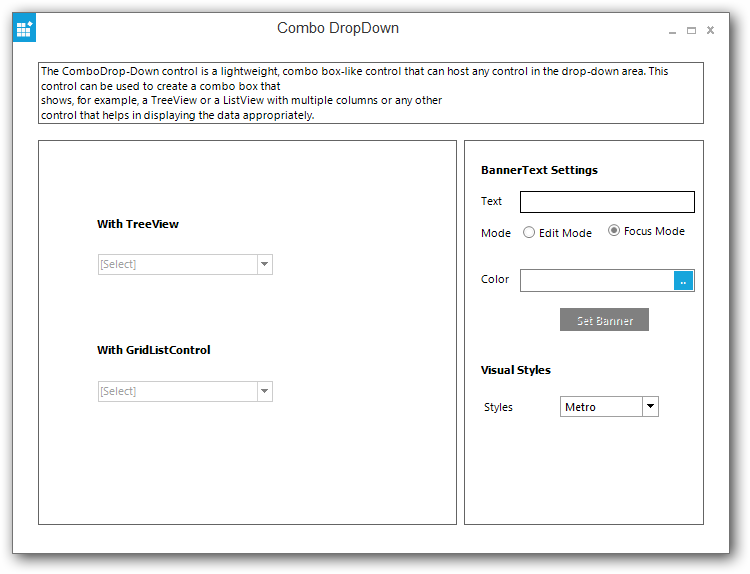 Combo DropDown
The ComboDrop-Down control is a lightweight, combo box-like control that can host any control in the drop-down area. This
control can be used to create a combo box that
shows, for example, a TreeView or a ListView with multiple columns or any other
control that helps in displaying the data appropriately.
With TreeView
[Select]
With GridListControl
[Select]
BannerText Settings
Text
Mode Edit Mode Focus Mode
Color ..
Set Banner
Visual Styles
Styles Metro